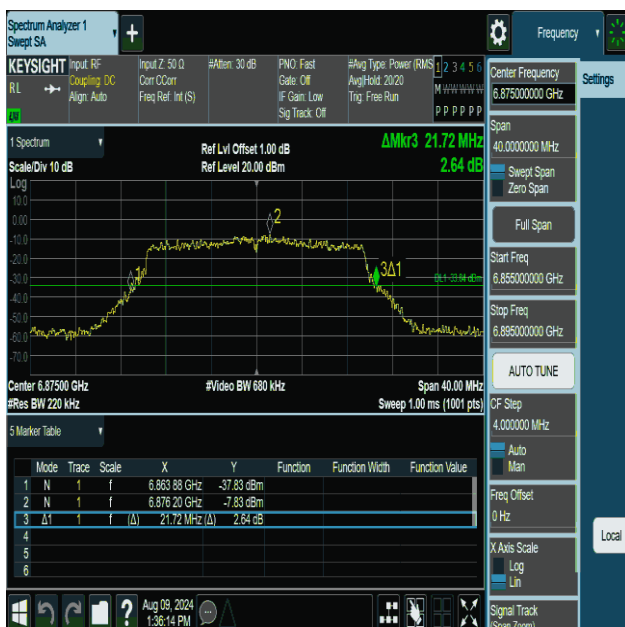 Spectrum Analyzer 1
Swept SA
Frequency
KEYSIGHT
RL
Input: RF
Coupling: DC
Align: Auto
Input Z: 50 Ω
Corr CCorr
Freq Ref: Int (S)
#Atten: 30 dB
PNO: Fast
Gate: Off
IF Gain: Low
Sig Track: Off
#Avg Type: Power (RMS
Avg|Hold: 20/20
Trig: Free Run
1 2 3 4 5 6
M W W W W W
P P P P P P
Center Frequency
6.875000000 GHz
Settings
Span
40.0000000 MHz
Swept Span
Zero Span
Full Span
Start Freq
6.855000000 GHz
Stop Freq
6.895000000 GHz
AUTO TUNE
CF Step
4.000000 MHz
Auto
Man
Freq Offset
0 Hz
Local
X Axis Scale
Log
Lin
Signal Track
(Span Zoom)
1 Spectrum
Scale/Div 10 dB
Ref Lvl Offset 1.00 dB
Ref Level 20.00 dBm
ΔMkr3 21.72 MHz
2.64 dB
Log
10.0
0.00
-10.0
-20.0
-30.0
-40.0
-50.0
-60.0
-70.0
1
2
3Δ1
DL1 -33.84 dBm
Center 6.87500 GHz
#Video BW 680 kHz
Span 40.00 MHz
#Res BW 220 kHz
Sweep 1.00 ms (1001 pts)
5 Marker Table
Mode Trace Scale X Y Function Function Width Function Value
1 N 1 f 6.863 88 GHz -37.83 dBm
2 N 1 f 6.876 20 GHz -7.83 dBm
3 Δ1 1 f (Δ) 21.72 MHz (Δ) 2.64 dB
4
5
6
?
Aug 09, 2024
1:36:14 PM